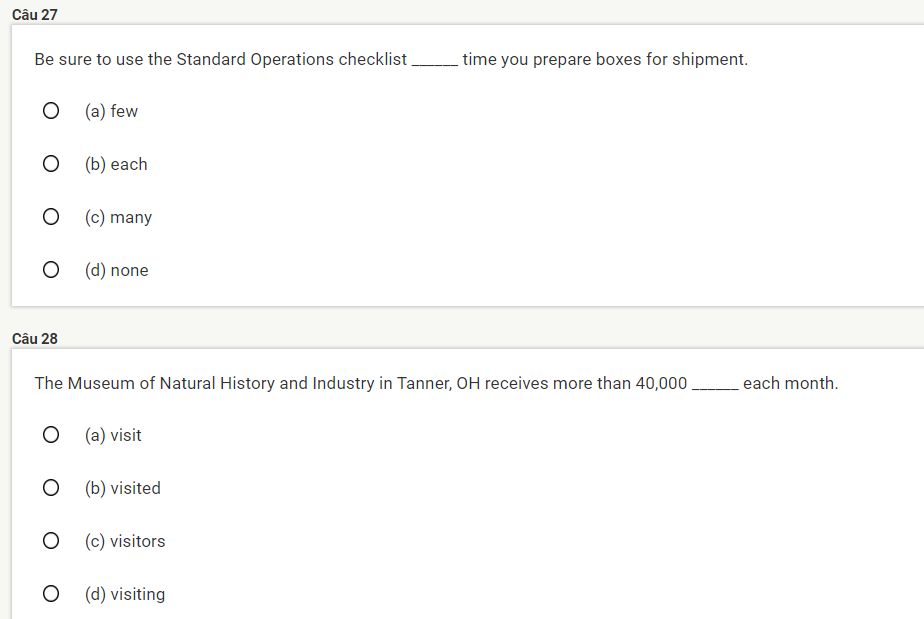 Câu 27
Be sure to use the Standard Operations checklist ______ time you prepare boxes for shipment.
(a) few
(b) each
(c) many
(d) none
Câu 28
The Museum of Natural History and Industry in Tanner, OH receives more than 40,000 ______ each month.
(a) visit
(b) visited
(c) visitors
(d) visiting